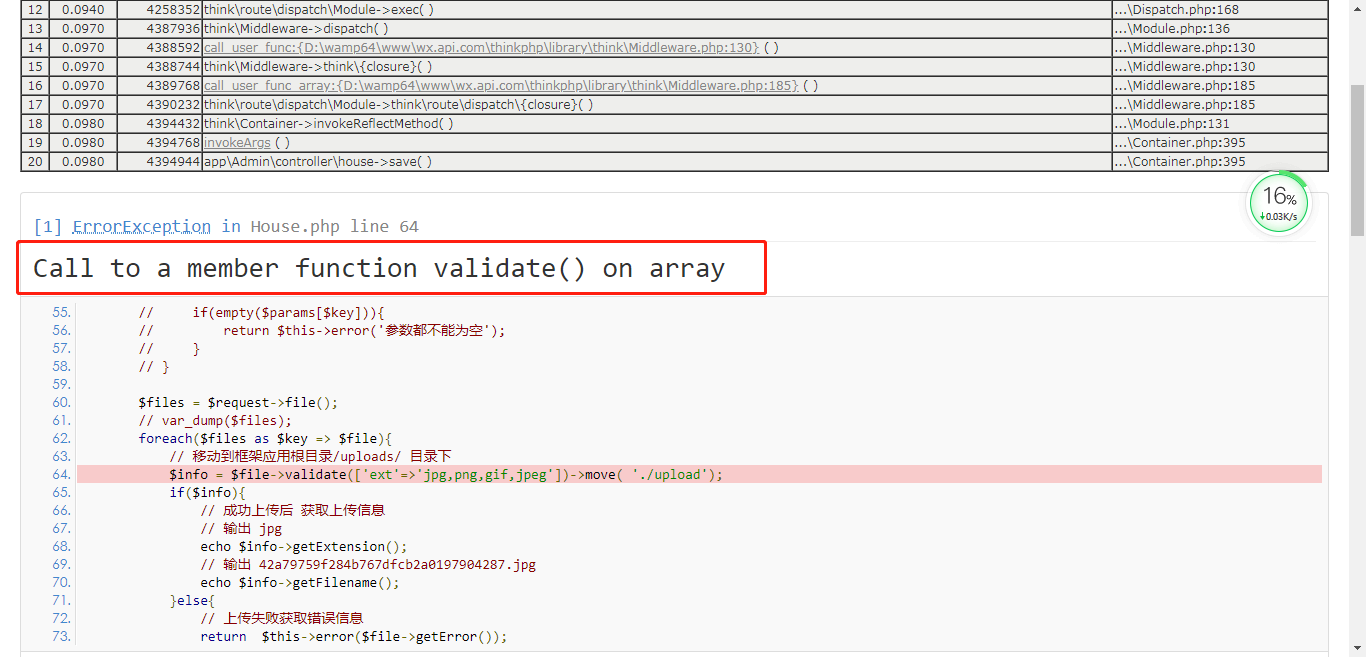 12 0.0940 4258352 think\route\dispatch\Module->exec( ) ...\Dispatch.php:168
13 0.0970 4387936 think\Middleware->dispatch( ) ...\Module.php:136
14 0.0970 4388592 call_user_func:{D:\wamp64\www\wx.api.com\thinkphp\library\think\Middleware.php:130} ( ) ...\Middleware.php:130
15 0.0970 4388744 think\Middleware->think\{closure}( ) ...\Middleware.php:130
16 0.0970 4389768 call_user_func_array:{D:\wamp64\www\wx.api.com\thinkphp\library\think\Middleware.php:185} ( ) ...\Middleware.php:185
17 0.0970 4390232 think\route\dispatch\Module->think\route\dispatch\{closure}( ) ...\Middleware.php:185
18 0.0980 4394432 think\Container->invokeReflectMethod( ) ...\Module.php:131
19 0.0980 4394768 invokeArgs ( ) ...\Container.php:395
20 0.0980 4394944 app\Admin\controller\house->save( ) ...\Container.php:395
16%
↓0.03K/s
[1] ErrorException in House.php line 64
Call to a member function validate() on array
55. //     if(empty($params[$key])){
56. //         return $this->error('参数都不能为空');
57. //     }
58. // }
59.
60. $files = $request->file();
61. // var_dump($files);
62. foreach($files as $key => $file){
63. // 移动到框架应用根目录/uploads/ 目录下
64. $info = $file->validate(['ext'=>'jpg,png,gif,jpeg'])->move( './upload');
65. if($info){
66. // 成功上传后 获取上传信息
67. // 输出 jpg
68. echo $info->getExtension();
69. // 输出 42a79759f284b767dfcb2a0197904287.jpg
70. echo $info->getFilename();
71. }else{
72. // 上传失败获取错误信息
73. return  $this->error($file->getError());